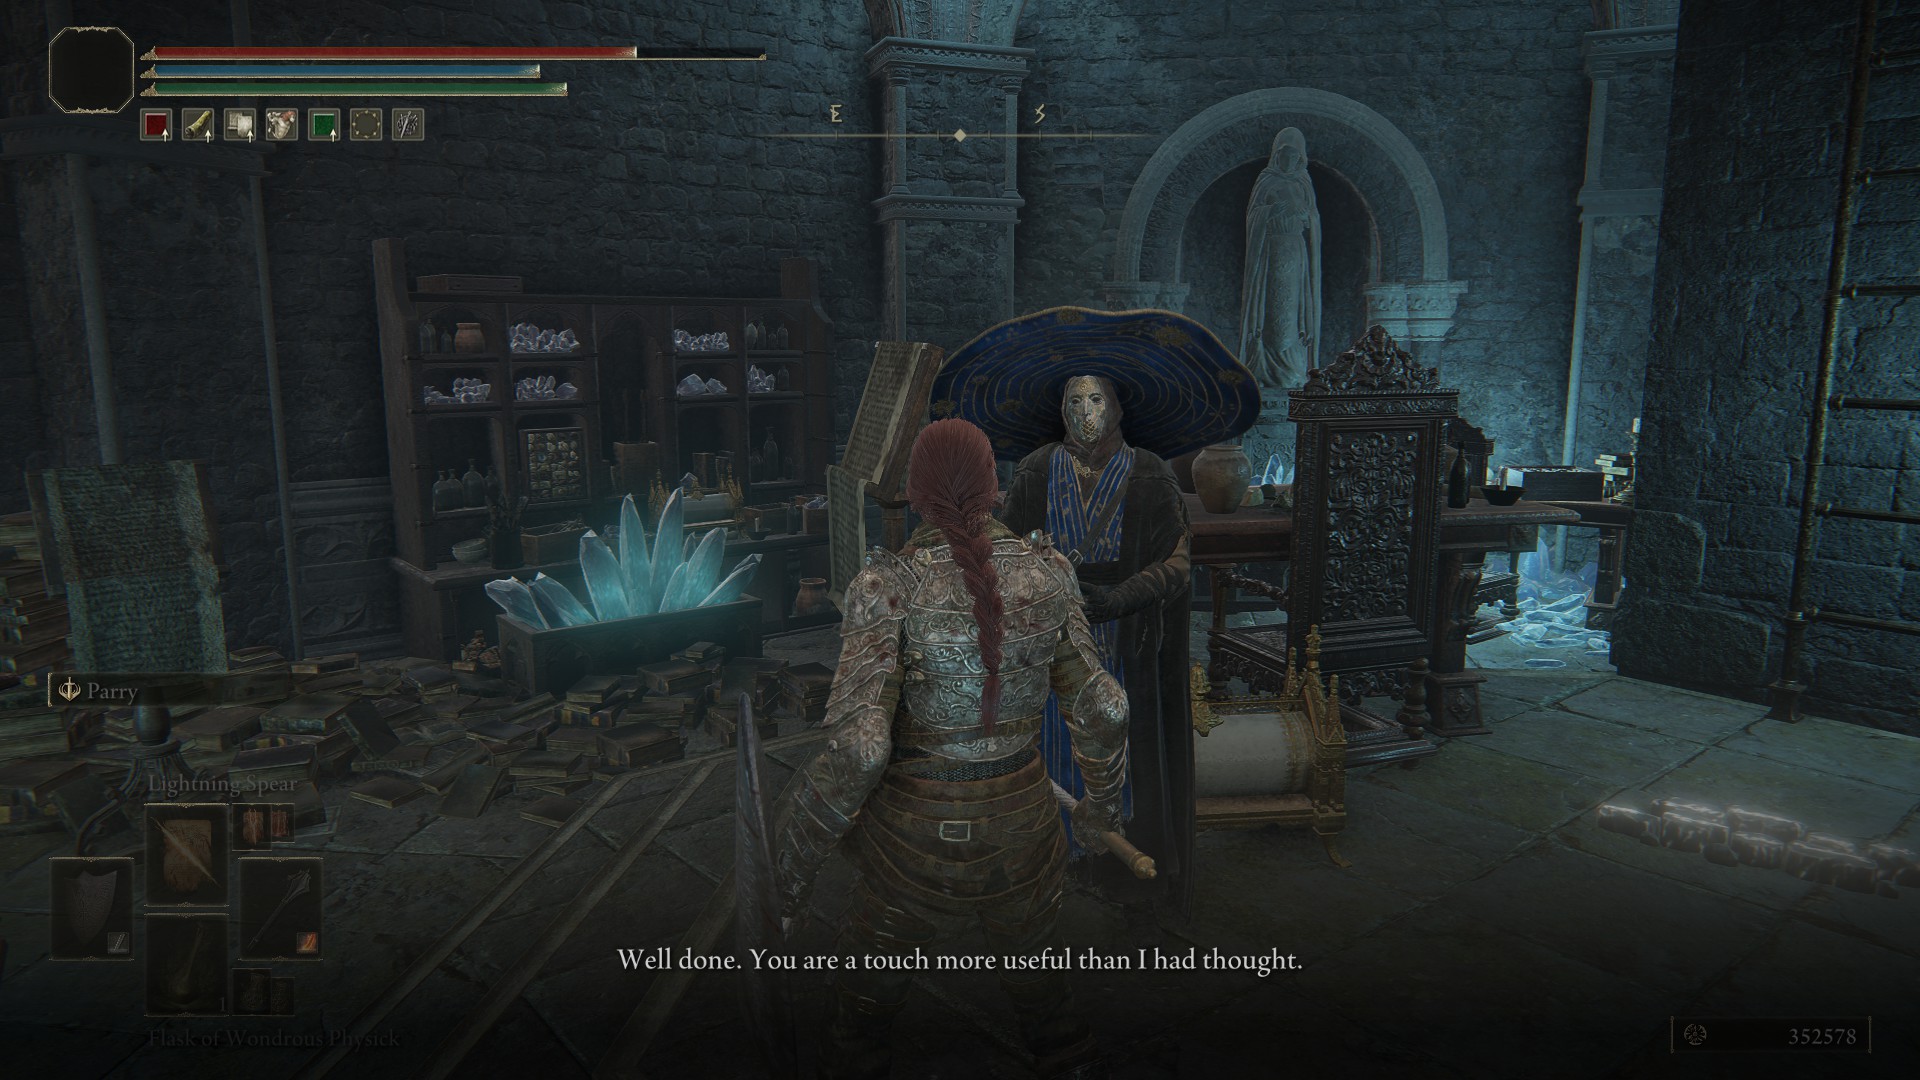 E
S
Parry
Lightning Spear
1
Flask of Wondrous Physick
Well done. You are a touch more useful than I had thought.
352578